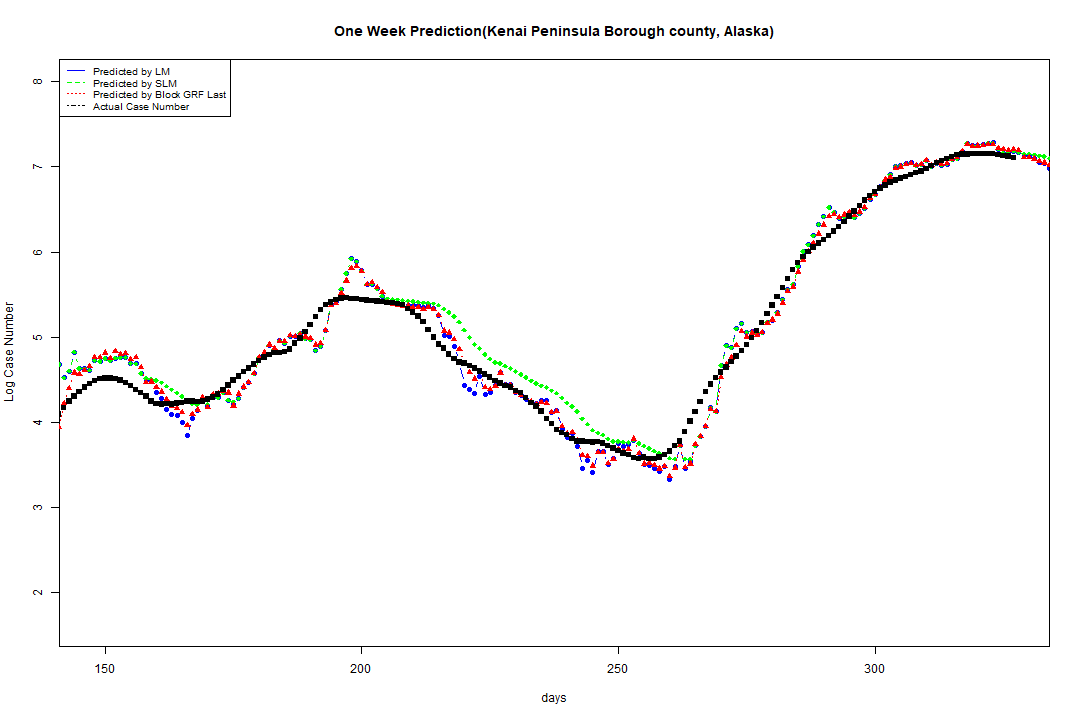 One Week Prediction(Kenai Peninsula Borough county, Alaska)
Predicted by LM
Predicted by SLM
Predicted by Block GRF Last
Actual Case Number
8
7
6
5
4
3
2
Log Case Number
150 200 250 300
days